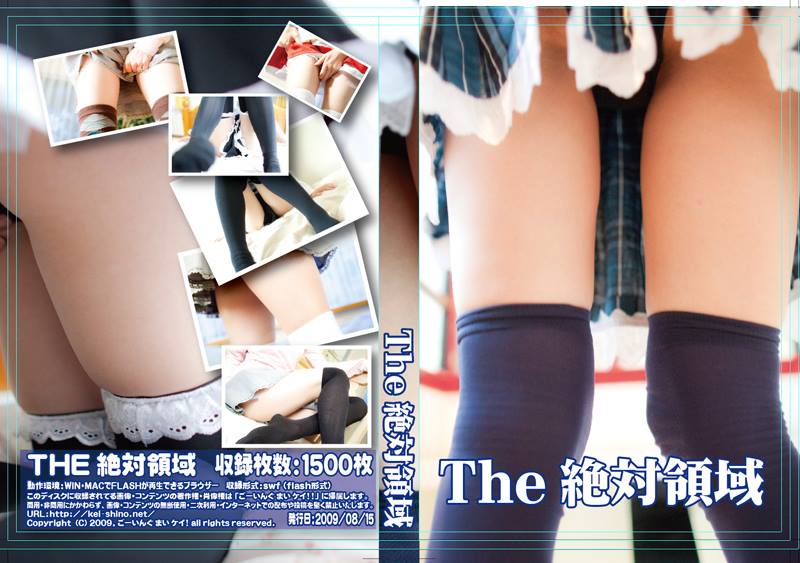 THE 絶対領域 収録枚数:1500枚
動作環境:WIN・MACでFLASHが再生できるブラウザー 収録形式:swf(flash形式)
このディスクに収録されてる画像・コンテンツの著作権・肖像権は「ごーいんぐ まい ケイ!!」に帰属します。
商用・非商用にかかわらず、画像・コンテンツの無断使用・二次利用・インターネットでの配布や投稿を堅く禁止いたします。
URL:http://kei-shino.net/
Copyright (C) 2009, ごーいんぐ まい ケイ! all rights reserved. 発行日:2009/08/15
The 絶対領域
The 絶対領域